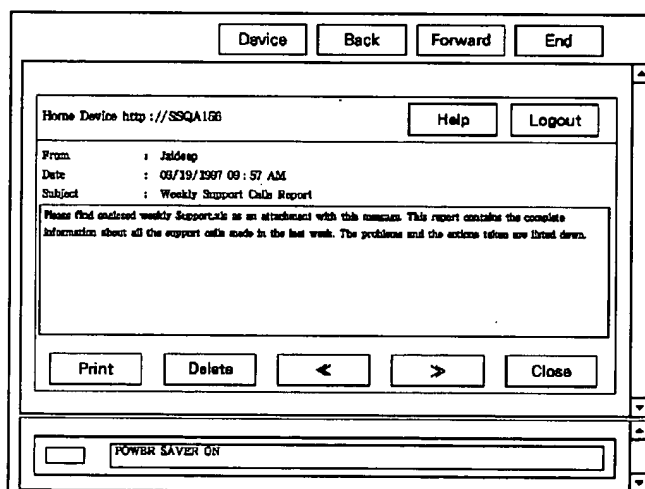 Device Back Forward End
Home Device http://SSQA156 Help Logout
From : Jaideep
Date : 09/19/1997 09:57 AM
Subject : Weekly Support Calls Report
Please find enclosed weekly Support.xls as an attachment with this message. This report contains the complete
information about all the support calls made in the last week. The problems and the actions taken are listed down.
Print Delete ≪ ≫ Close
POWER SAVER ON